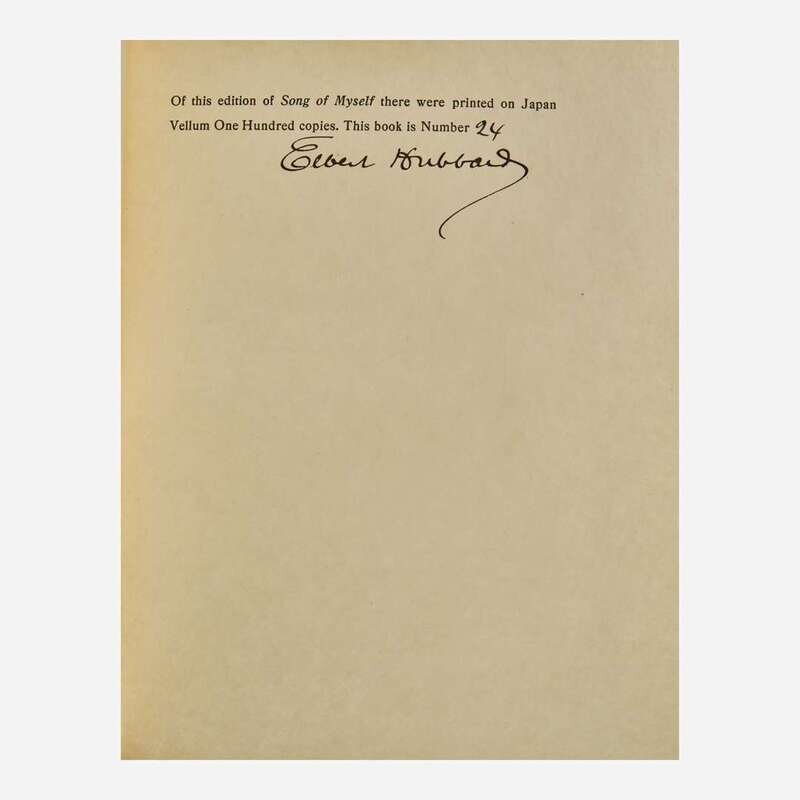 Of this edition of Song of Myself there were printed on Japan
Vellum One Hundred copies. This book is Number 24
Elbert Hubbard